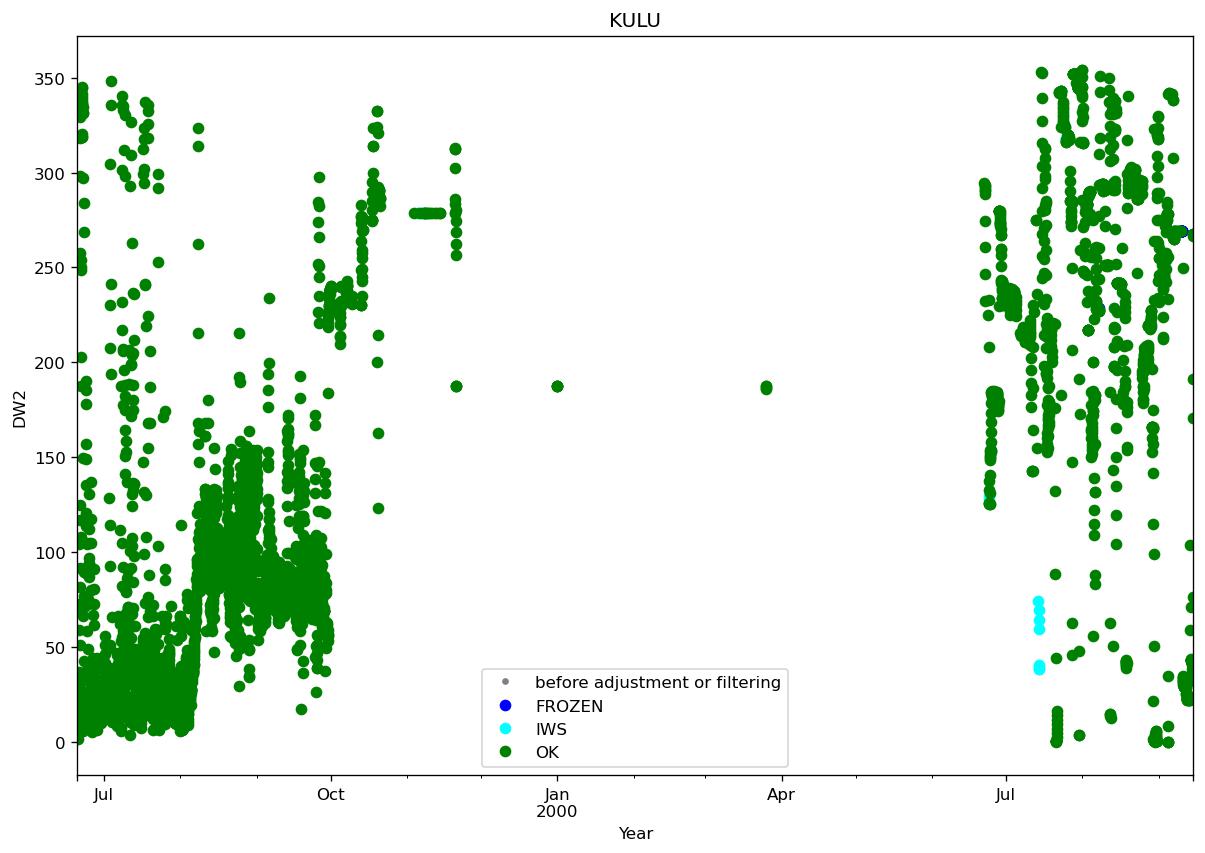 KULU
DW2
350
300
250
200
150
100
50
0
before adjustment or filtering
FROZEN
IWS
OK
Jul
Oct
Jan
2000
Apr
Jul
Year